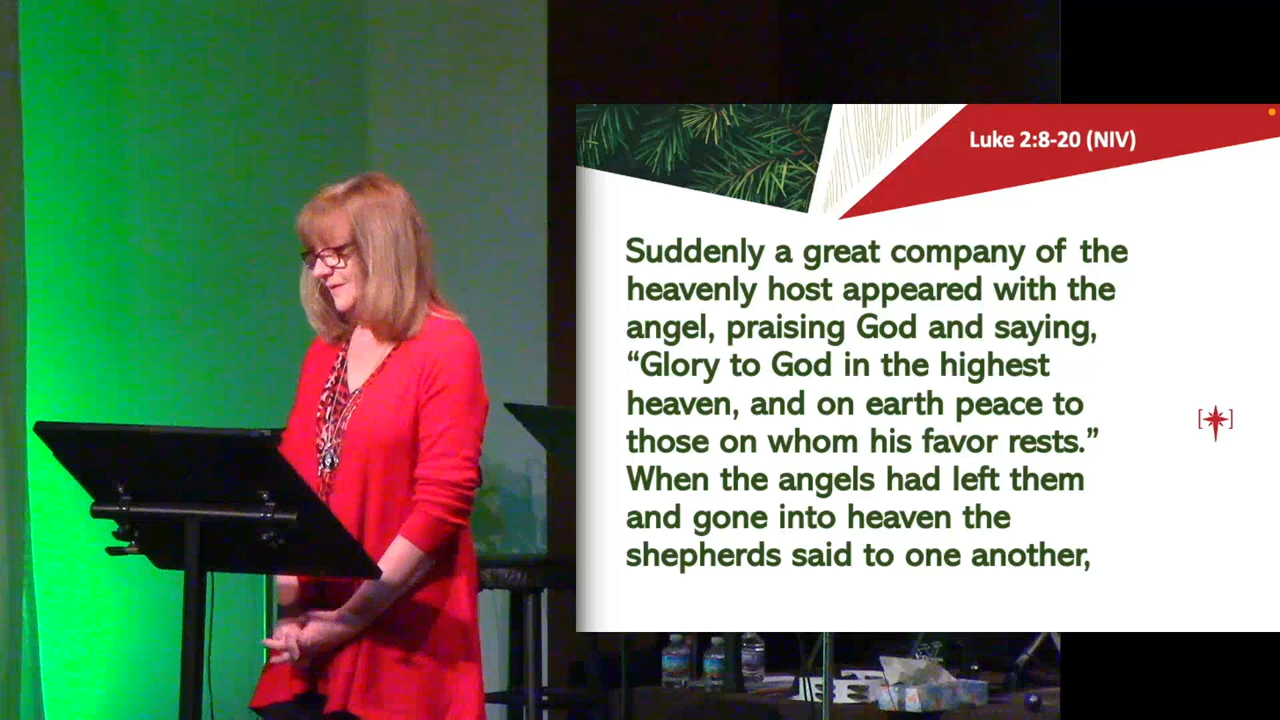 Luke 2:8-20 (NIV)
Suddenly a great company of the
heavenly host appeared with the
angel, praising God and saying,
“Glory to God in the highest
heaven, and on earth peace to
those on whom his favor rests.”
When the angels had left them
and gone into heaven the
shepherds said to one another,